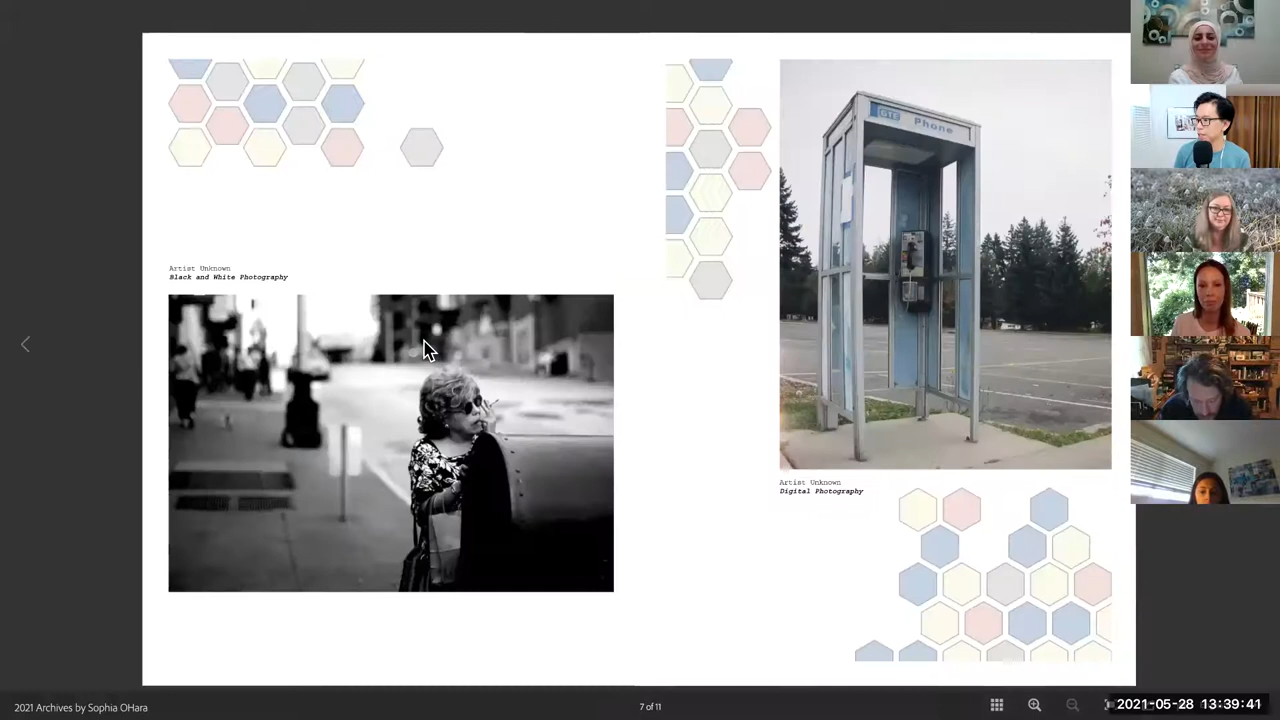 Artist Unknown
Black and White Photography
GTE Phone
Artist Unknown
Digital Photography
2021 Archives by Sophia OHara
7 of 11
2021-05-28 13:39:41